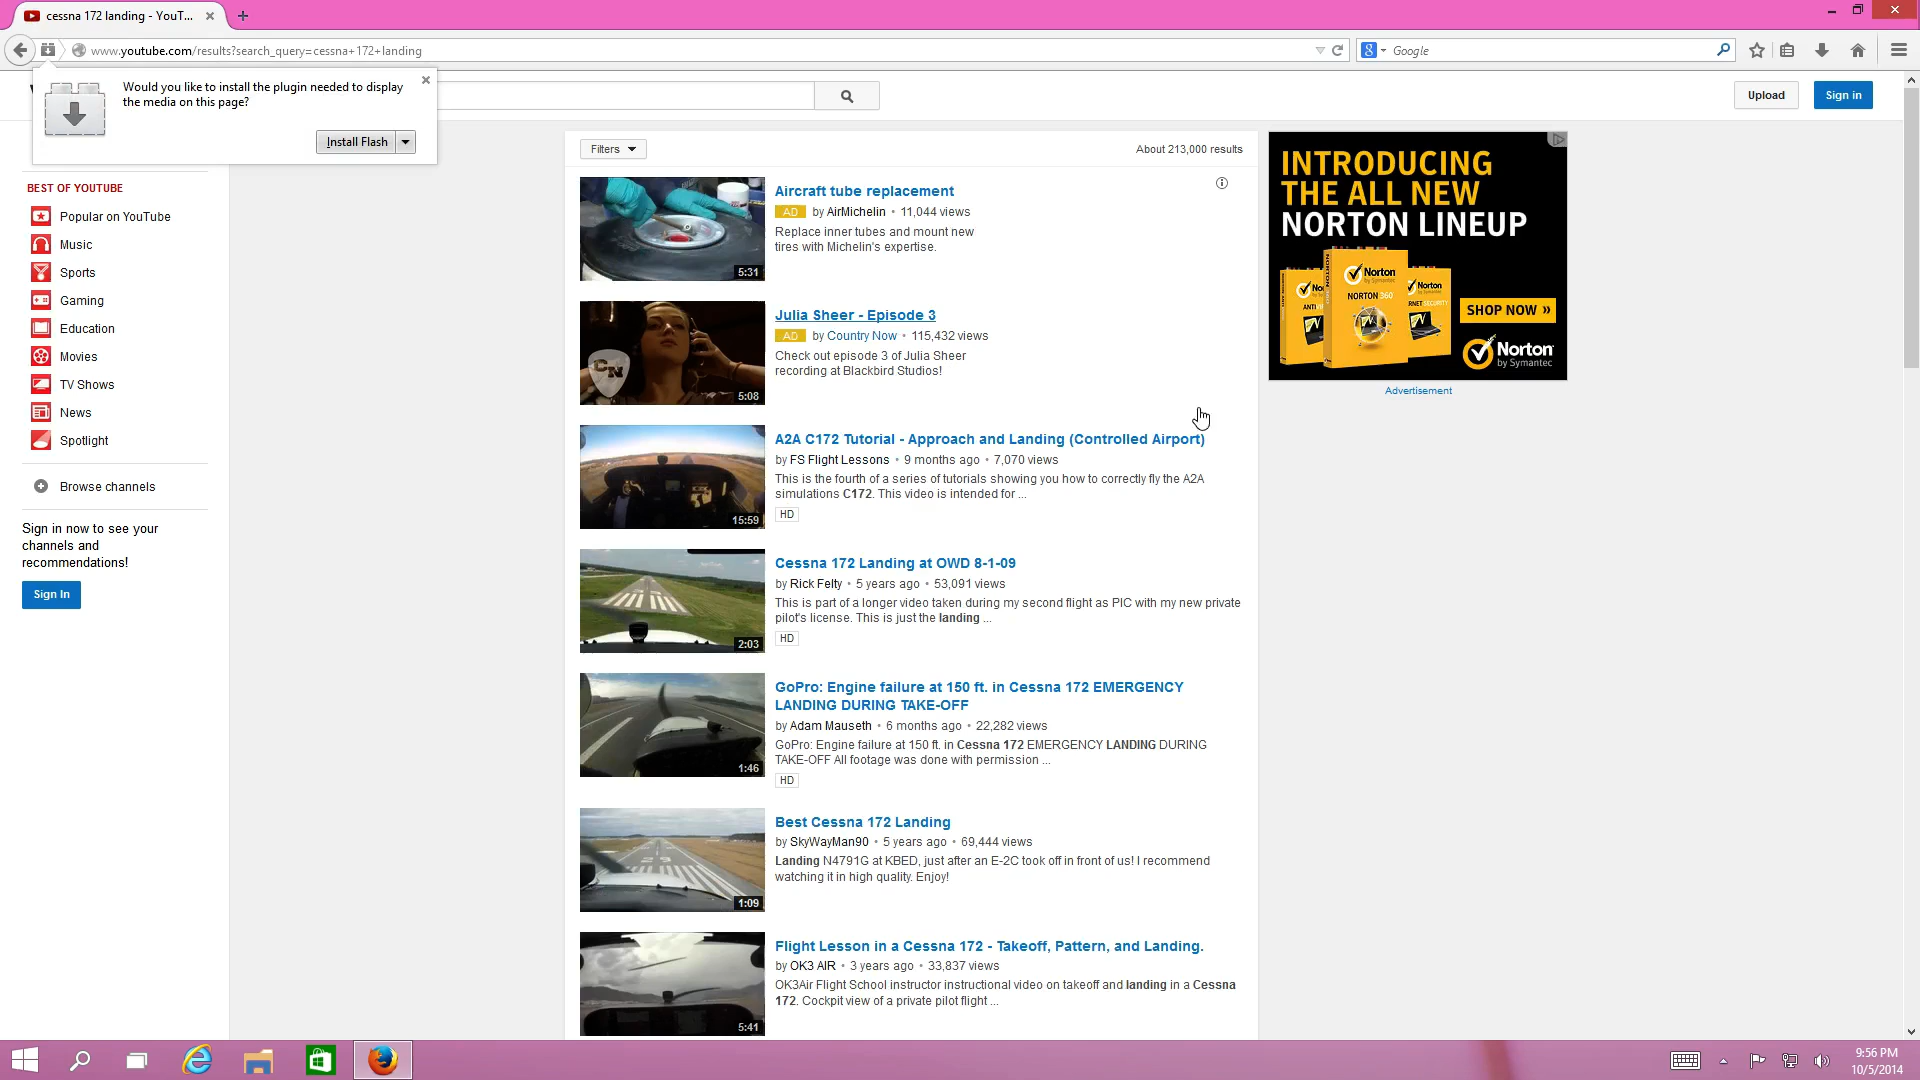 cessna 172 landing - YouT...
www.youtube.com/results?search_query=cessna+172+landing
Google
Would you like to install the plugin needed to display
the media on this page?
Install Flash
Upload
Sign in
BEST OF YOUTUBE
Popular on YouTube
Music
Sports
Gaming
Education
Movies
TV Shows
News
Spotlight
Browse channels
Sign in now to see your
channels and
recommendations!
Sign In
Filters
About 213,000 results
5:31
Aircraft tube replacement
AD by AirMichelin • 11,044 views
Replace inner tubes and mount new
tires with Michelin's expertise.
CN
5:08
Julia Sheer - Episode 3
AD by Country Now • 115,432 views
Check out episode 3 of Julia Sheer
recording at Blackbird Studios!
15:59
A2A C172 Tutorial - Approach and Landing (Controlled Airport)
by FS Flight Lessons • 9 months ago • 7,070 views
This is the fourth of a series of tutorials showing you how to correctly fly the A2A
simulations C172. This video is intended for ...
HD
2:03
Cessna 172 Landing at OWD 8-1-09
by Rick Felty • 5 years ago • 53,091 views
This is part of a longer video taken during my second flight as PIC with my new private
pilot's license. This is just the landing ...
HD
1:46
GoPro: Engine failure at 150 ft. in Cessna 172 EMERGENCY
LANDING DURING TAKE-OFF
by Adam Mauseth • 6 months ago • 22,282 views
GoPro: Engine failure at 150 ft. in Cessna 172 EMERGENCY LANDING DURING
TAKE-OFF All footage was done with permission ...
HD
29
1:09
Best Cessna 172 Landing
by SkyWayMan90 • 5 years ago • 69,444 views
Landing N4791G at KBED, just after an E-2C took off in front of us! I recommend
watching it in high quality. Enjoy!
5:41
Flight Lesson in a Cessna 172 - Takeoff, Pattern, and Landing.
by OK3 AIR • 3 years ago • 33,837 views
OK3Air Flight School instructor instructional video on takeoff and landing in a Cessna
172. Cockpit view of a private pilot flight ...
INTRODUCING
THE ALL NEW
NORTON LINEUP
Norton
NORTON 360
Norton
SHOP NOW »
Norton
by Symantec
Advertisement
9:56 PM
10/5/2014